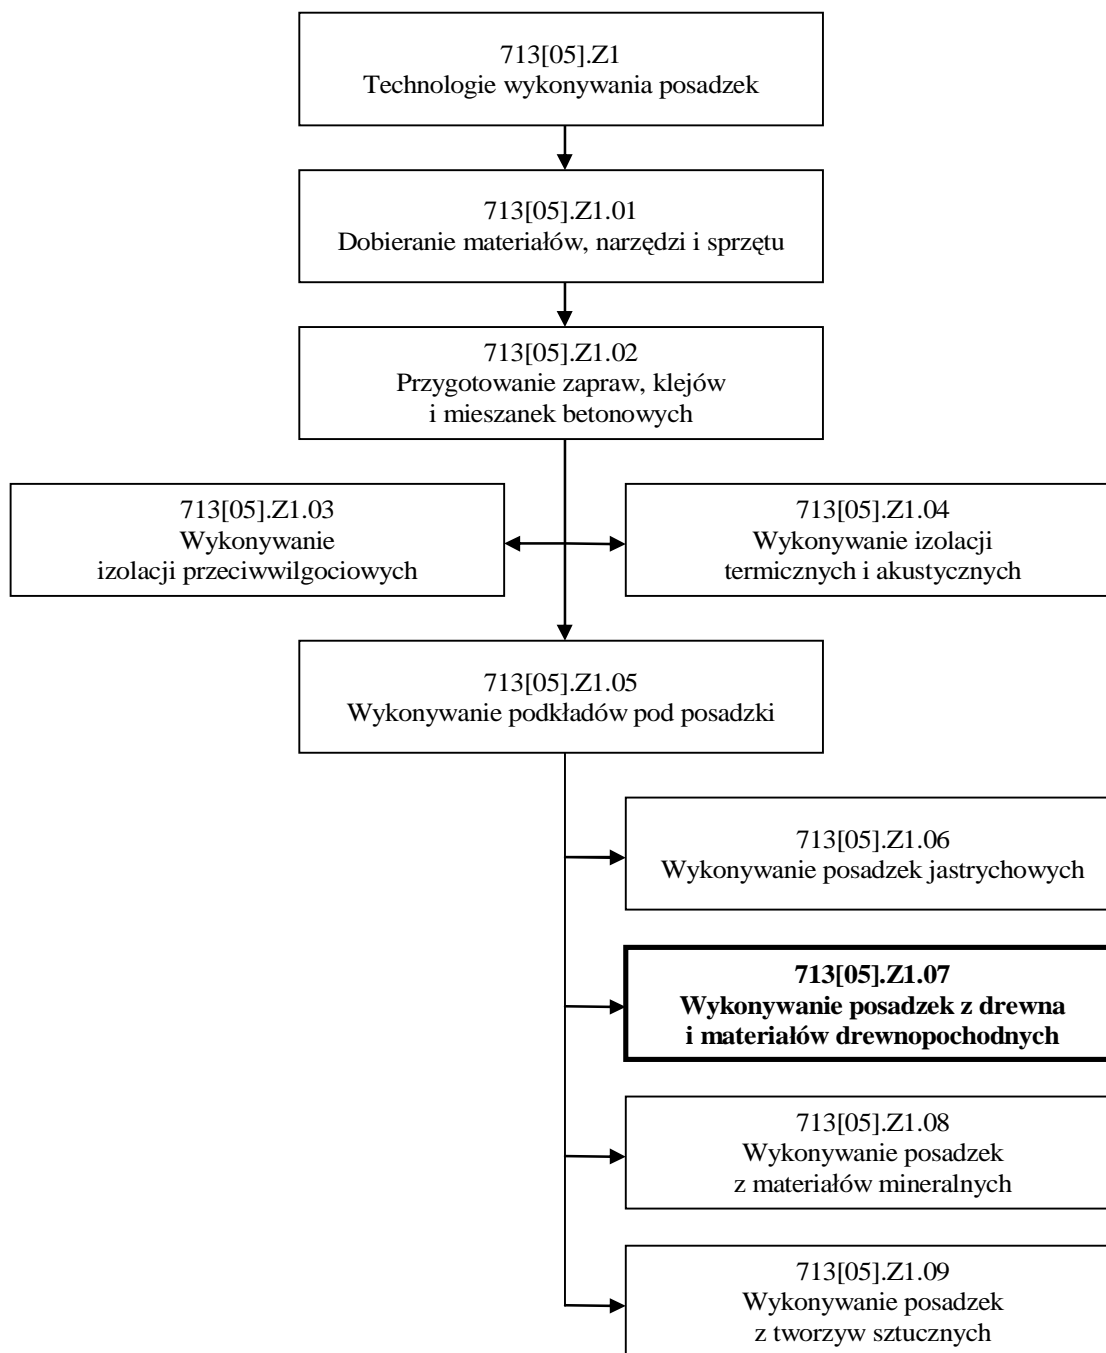 713[05].Z1
Technologie wykonywania posadzek
713[05].Z1.01
Dobieranie materiałów, narzędzi i sprzętu
713[05].Z1.02
Przygotowanie zapraw, klejów
i mieszanek betonowych
713[05].Z1.03
Wykonywanie
izolacji przeciwwilgociowych
713[05].Z1.04
Wykonywanie izolacji
termicznych i akustycznych
713[05].Z1.05
Wykonywanie podkładów pod posadzki
713[05].Z1.06
Wykonywanie posadzek jastrychowych
713[05].Z1.07
Wykonywanie posadzek z drewna
i materiałów drewnopochodnych
713[05].Z1.08
Wykonywanie posadzek
z materiałów mineralnych
713[05].Z1.09
Wykonywanie posadzek
z tworzyw sztucznych